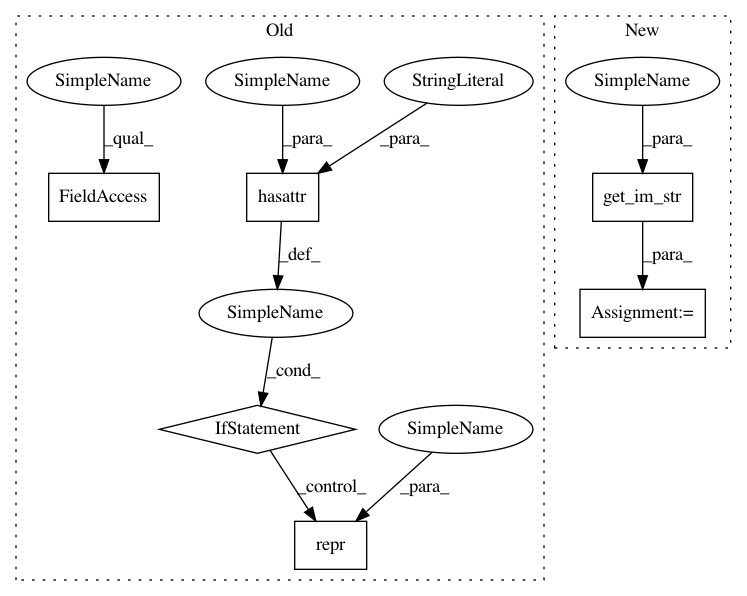 Old
New
SimpleName
SimpleName
StringLiteral
SimpleName
_qual_
_para_
_para_
_para_
FieldAccess
hasattr
get_im_str
_def_
_para_
SimpleName
Assignment:=
_cond_
IfStatement
SimpleName
_control_
_para_
repr